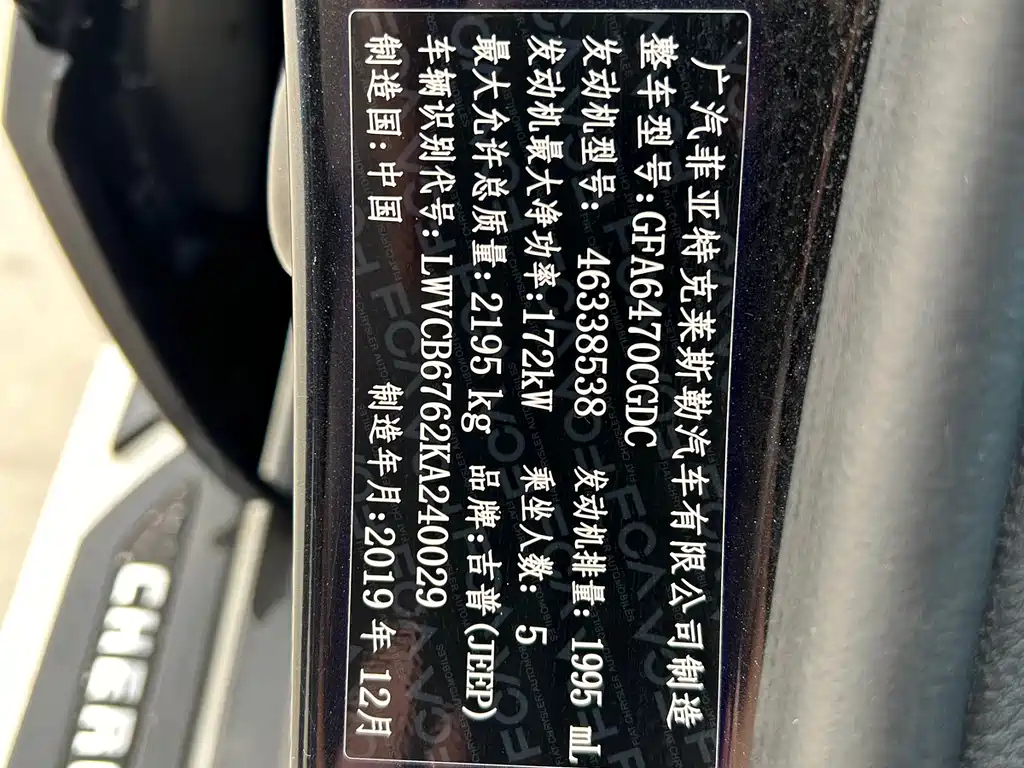 广汽菲亚特克莱斯勒汽车有限公司制造
整车型号:GFA6470CGDC
发动机型号: 46338538 发动机排量: 1995 mL
发动机最大净功率:172kW 乘坐人数: 5
最大允许总质量:2195 kg 品牌:吉普(JEEP)
车辆识别代号:LWVCB6762KA240029
制造国:中国 制造年月:2019 年 12月
CHERO